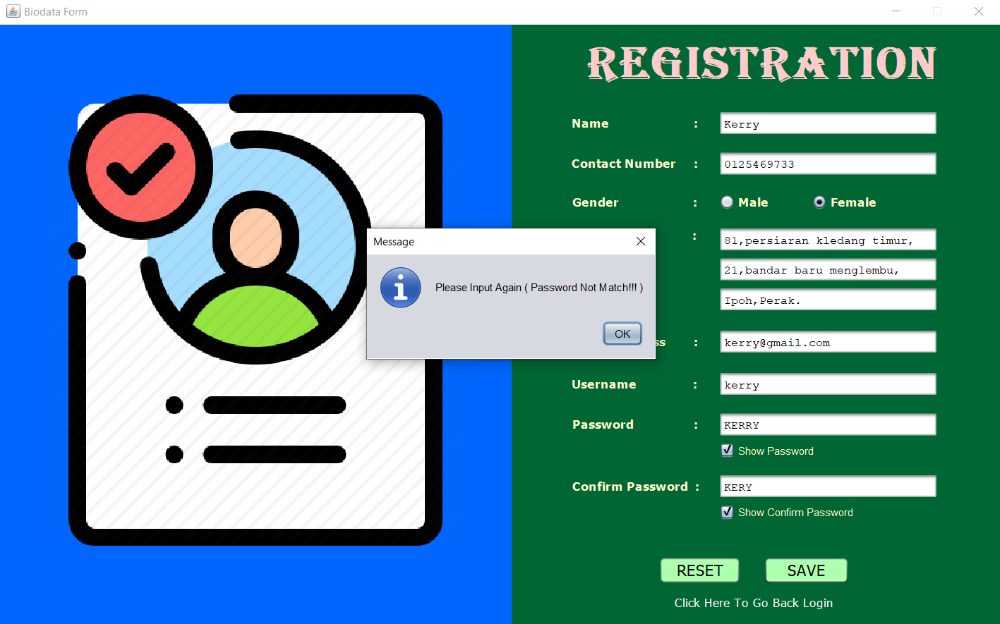 Biodata Form
REGISTRATION
Name : Kerry
Contact Number : 0125469733
Gender : Male Female
: 81,persiaran kledang timur,
21,bandar baru menglembu,
Ipoh,Perak.
Message
Please Input Again ( Password Not Match!!! )
OK
ss : kerry@gmail.com
Username : kerry
Password : KERRY
Show Password
Confirm Password : KERY
Show Confirm Password
RESET SAVE
Click Here To Go Back Login